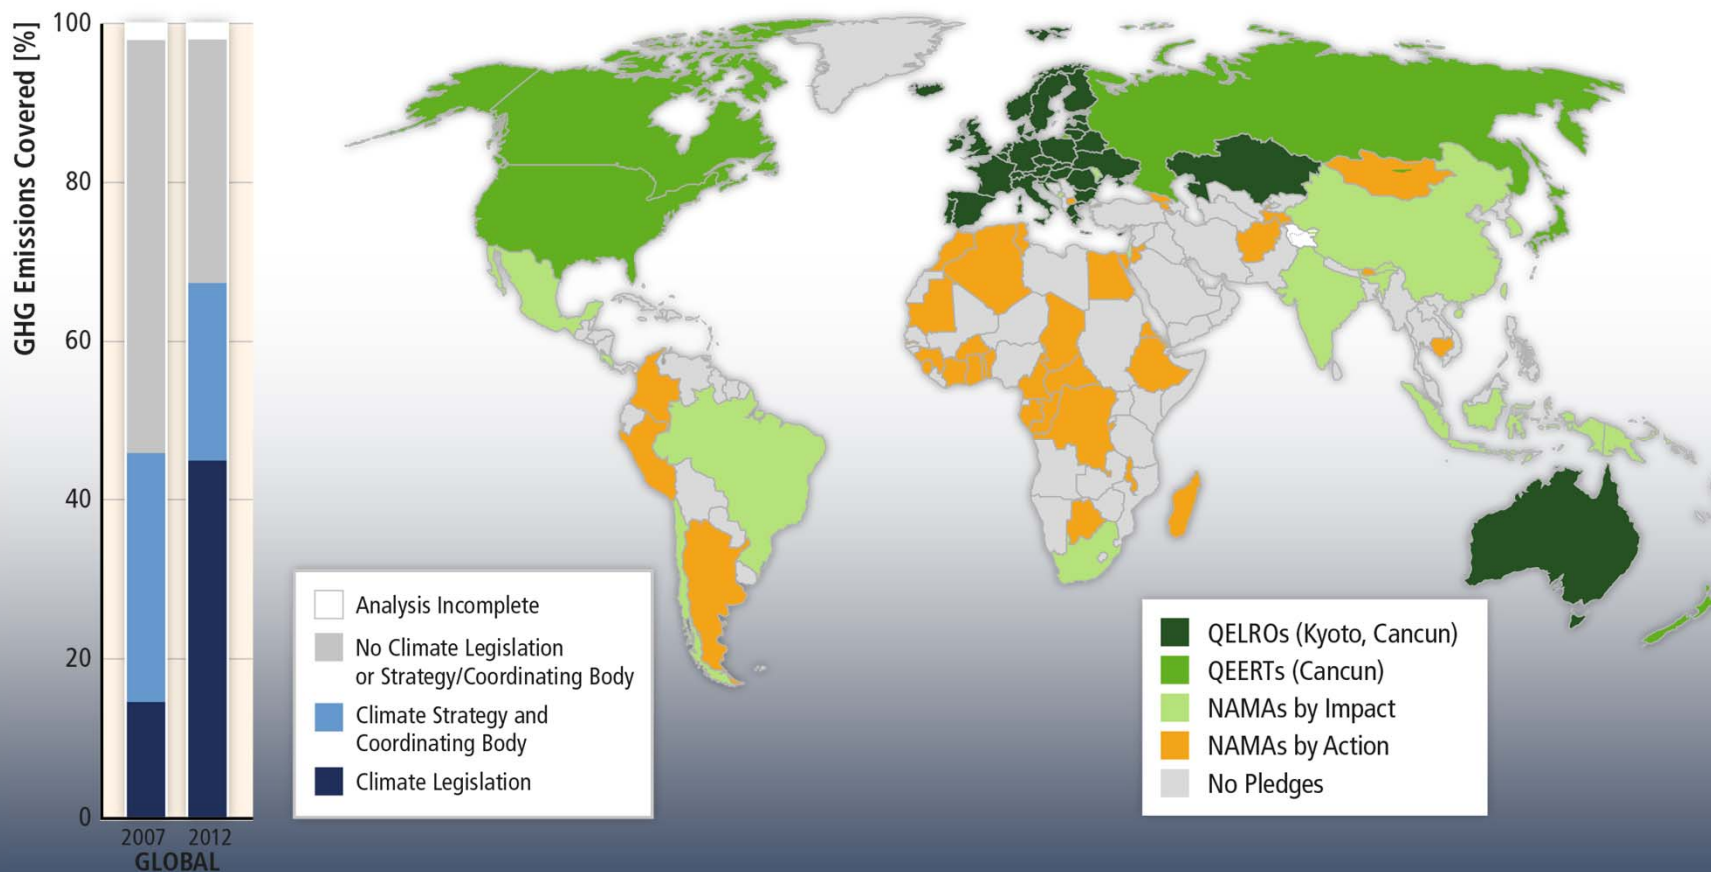 GHG Emissions Covered [%]
100
80
60
40
20
0
2007 2012
GLOBAL
Analysis Incomplete
No Climate Legislation
or Strategy/Coordinating Body
Climate Strategy and
Coordinating Body
Climate Legislation
QELROs (Kyoto, Cancun)
QEERTs (Cancun)
NAMAs by Impact
NAMAs by Action
No Pledges